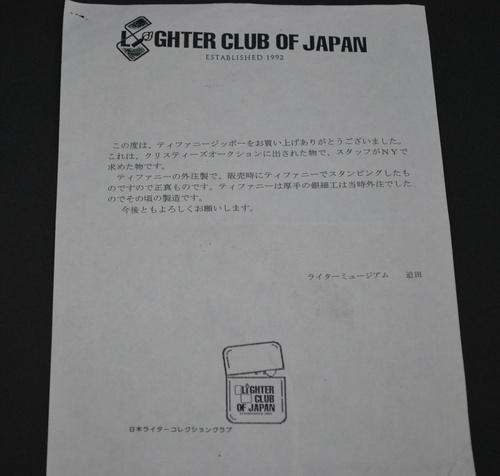 LIGHTER CLUB OF JAPAN
ESTABLISHED 1992
この度は、ティファニージッポーをお買い上げありがとうございました。
これは、クリスティーズオークションに出された物で、スタッフがNYで
求めた物です。
ティファニーの外注製で、販売時にティファニーでスタンピングしたも
のですので正真ものです。ティファニーは厚手の銀細工は当時外注でした
のでその頃の製造です。
今後ともよろしくお願いします。
ライターミュージアム 迫田
LIGHTER
CLUB
OF JAPAN
ESTABLISHED 1992
日本ライターコレクションクラブ